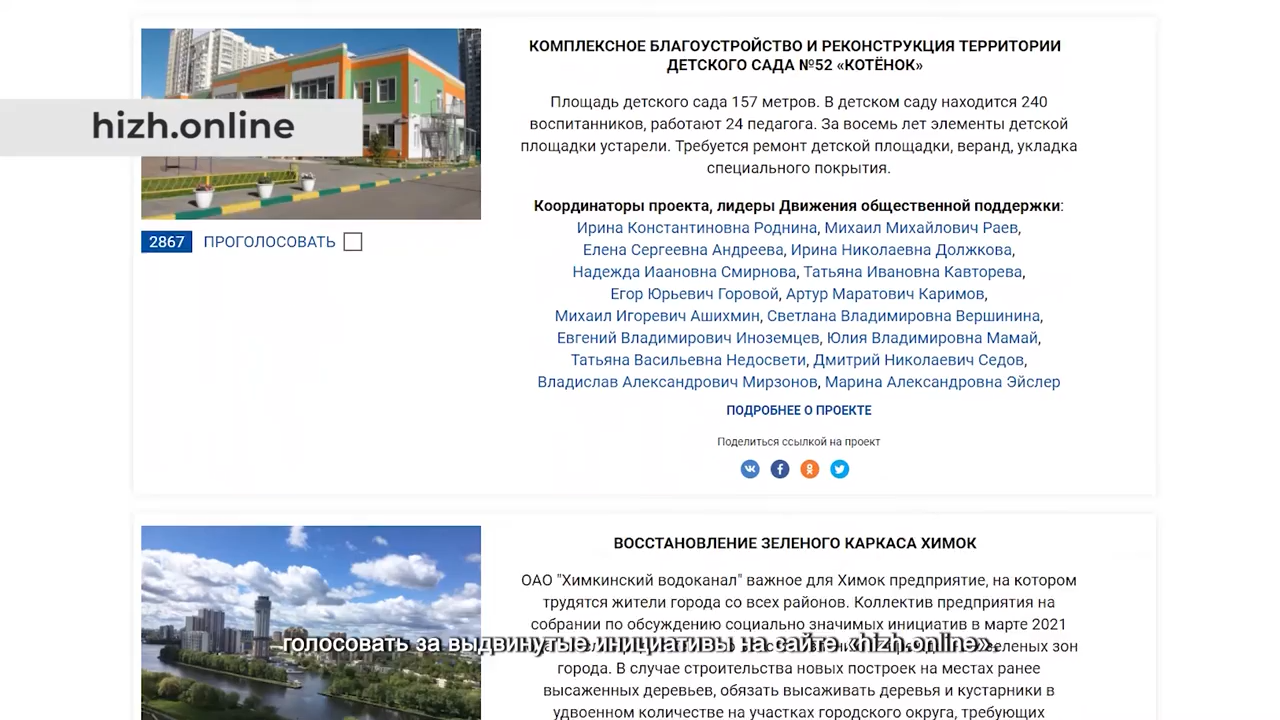 КОМПЛЕКСНОЕ БЛАГОУСТРОЙСТВО И РЕКОНСТРУКЦИЯ ТЕРРИТОРИИ
ДЕТСКОГО САДА №52 «КОТЁНОК»
hizh.online
Площадь детского сада 157 метров. В детском саду находится 240
воспитанников, работают 24 педагога. За восемь лет элементы детской
площадки устарели. Требуется ремонт детской площадки, веранд, укладка
специального покрытия.
2867 ПРОГОЛОСОВАТЬ
Координаторы проекта, лидеры Движения общественной поддержки:
Ирина Константиновна Роднина, Михаил Михайлович Раев,
Елена Сергеевна Андреева, Ирина Николаевна Должкова,
Надежда Иаановна Смирнова, Татьяна Ивановна Кавторева,
Егор Юрьевич Горовой, Артур Маратович Каримов,
Михаил Игоревич Ашихмин, Светлана Владимировна Вершинина,
Евгений Владимирович Иноземцев, Юлия Владимировна Мамай,
Татьяна Васильевна Недосвети, Дмитрий Николаевич Седов,
Владислав Александрович Мирзонов, Марина Александровна Эйслер
ПОДРОБНЕЕ О ПРОЕКТЕ
Поделиться ссылкой на проект
ВОССТАНОВЛЕНИЕ ЗЕЛЕНОГО КАРКАСА ХИМОК
ОАО "Химкинский водоканал" важное для Химок предприятие, на котором
трудятся жители города со всех районов. Коллектив предприятия на
собрании по обсуждению социально значимых инициатив в марте 2021
голосовать за выдвинутые инициативы на сайте «hizh.online».
зеленых зон
города. В случае строительства новых построек на местах ранее
высаженных деревьев, обязать высаживать деревья и кустарники в
удвоенном количестве на участках городского округа, требующих